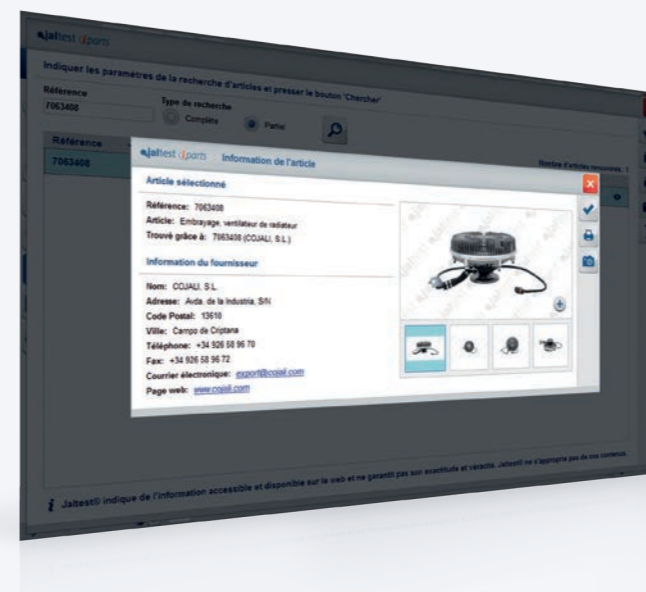 jaltest iparts
Indiquer les paramètres de la recherche d'articles et presser le bouton 'Chercher'
Référence
7063408
Type de recherche
Complète
Partiel
Référence
Nombre d'articles rencontrés: 1
7063408
jaltest iparts Information de l'article
Article sélectionné
Référence: 7063408
Article: Embrayage, ventilateur de radiateur
Trouvé grâce à: 7063408 (COJALI, S.L.)
Information du fournisseur
Nom: COJALI, S.L.
Adresse: Avda. de la Industria, S/N
Code Postal: 13610
Ville: Campo de Criptana
Téléphone: +34 926 58 96 70
Fax: +34 926 58 96 72
Courrier électronique: export@cojali.com
Page web: www.cojali.com
Jaltest® indique de l'information accessible et disponible sur le web et ne garantit pas son exactitude et véracité. Jaltest® ne s'approprie pas de ces contenus.